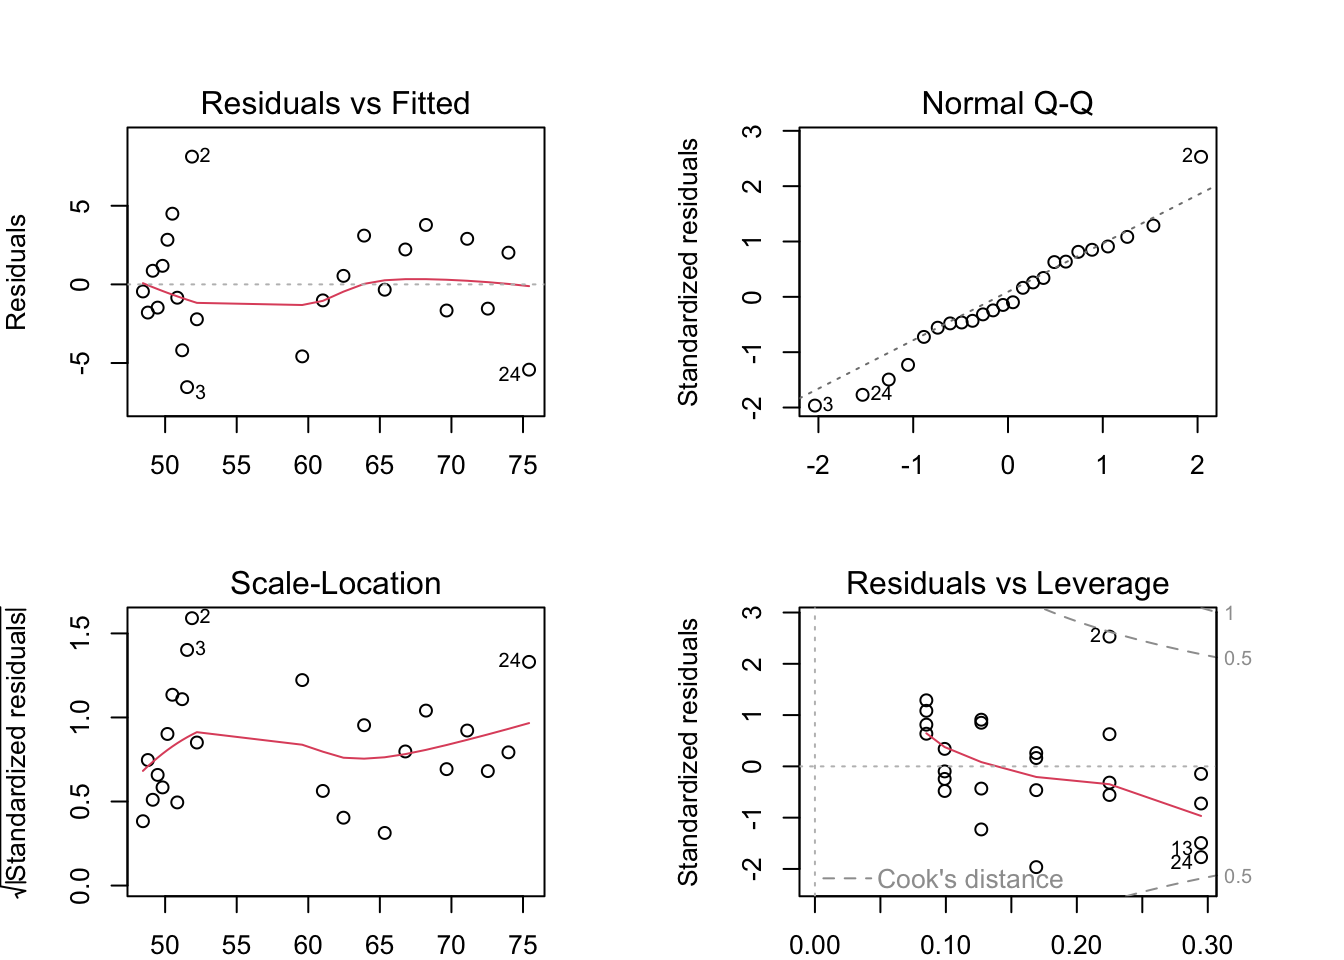 Residuals vs Fitted
Residuals
5
0
-5
2
3
24
50 55 60 65 70 75
Normal Q-Q
Standardized residuals
3
2
1
0
-1
-2
2
3
24
-2 -1 0 1 2
Scale-Location
√|Standardized residuals|
1.5
1.0
0.5
0.0
2
3
24
50 55 60 65 70 75
Residuals vs Leverage
Standardized residuals
3
2
1
0
-1
-2
1
0.5
2
13
24
0.5
Cook's distance
0.00 0.10 0.20 0.30